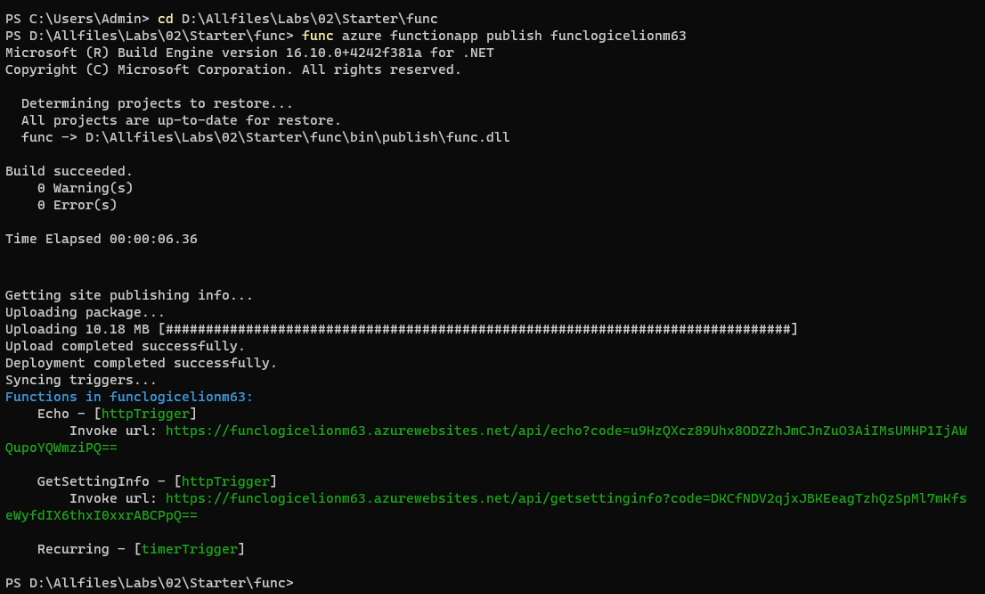 PS C:\Users\Admin> cd D:\Allfiles\Labs\02\Starter\func
PS D:\Allfiles\Labs\02\Starter\func> func azure functionapp publish funclogicelionm63
Microsoft (R) Build Engine version 16.10.0+4242f381a for .NET
Copyright (C) Microsoft Corporation. All rights reserved.
Determining projects to restore...
All projects are up-to-date for restore.
func -> D:\Allfiles\Labs\02\Starter\func\bin\publish\func.dll
Build succeeded.
0 Warning(s)
0 Error(s)
Time Elapsed 00:00:06.36
Getting site publishing info...
Uploading package...
Uploading 10.18 MB [##############################################################################]
Upload completed successfully.
Deployment completed successfully.
Syncing triggers...
Functions in funclogicelionm63:
Echo - [httpTrigger]
Invoke url: https://funclogicelionm63.azurewebsites.net/api/echo?code=u9HzQXcz89Uhx8ODZZhJmCJnZuO3AiIMsUMHP1IjAW
QupoYQWmziPQ==
GetSettingInfo - [httpTrigger]
Invoke url: https://funclogicelionm63.azurewebsites.net/api/getsettinginfo?code=DKCfNDV2qjxJBKEeagTzhQzSpMl7mKfs
eWyfdIX6thxI0xxrABCPpQ==
Recurring - [timerTrigger]
PS D:\Allfiles\Labs\02\Starter\func>